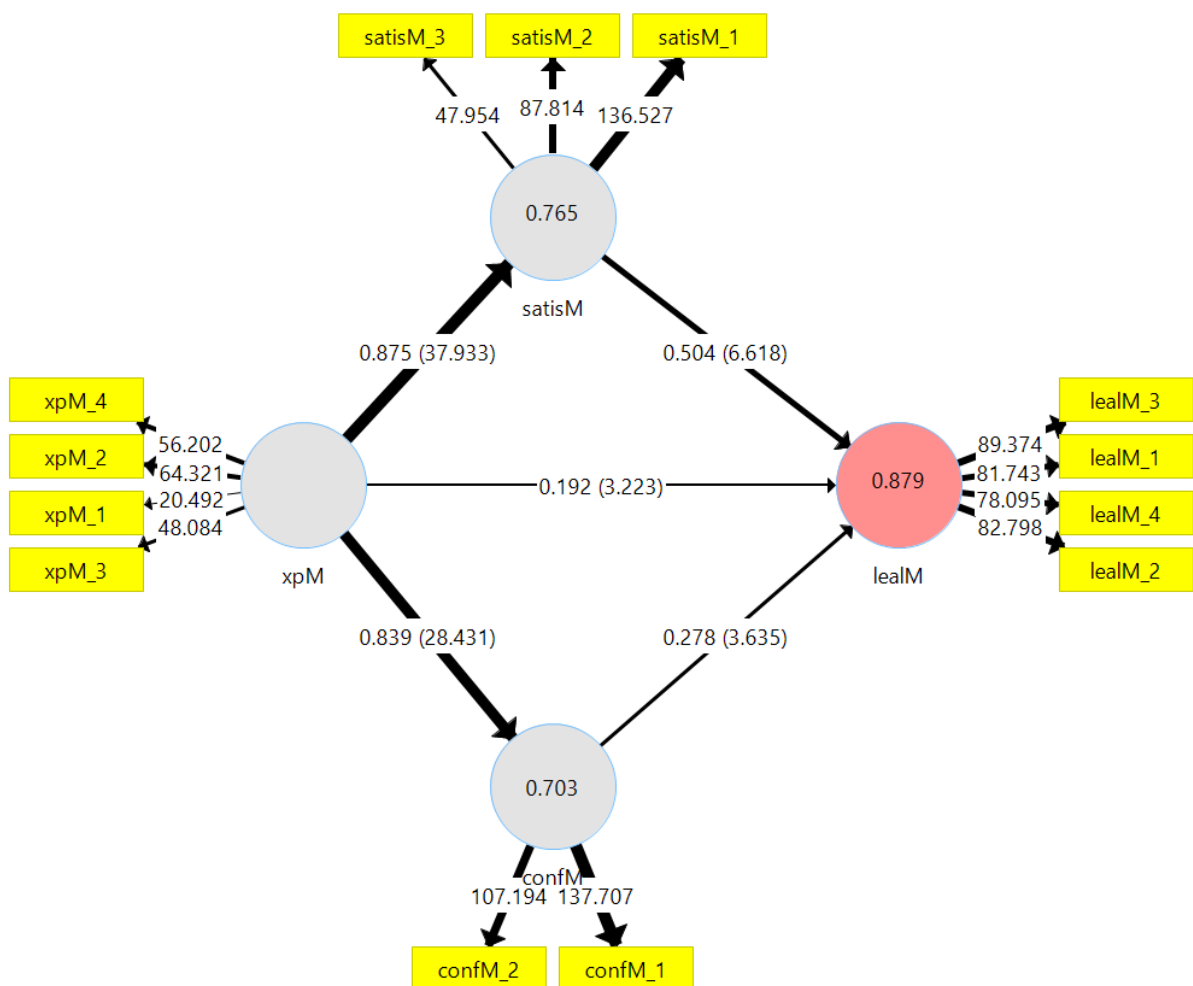 satisM_3
satisM_2
satisM_1
47.954
87.814
136.527
0.765
satisM
0.875 (37.933)
0.504 (6.618)
xpM_4
xpM_2
xpM_1
xpM_3
56.202
64.321
20.492
48.084
xpM
0.192 (3.223)
0.879
lealM
89.374
81.743
78.095
82.798
lealM_3
lealM_1
lealM_4
lealM_2
0.839 (28.431)
0.278 (3.635)
0.703
confM
107.194
137.707
confM_2
confM_1